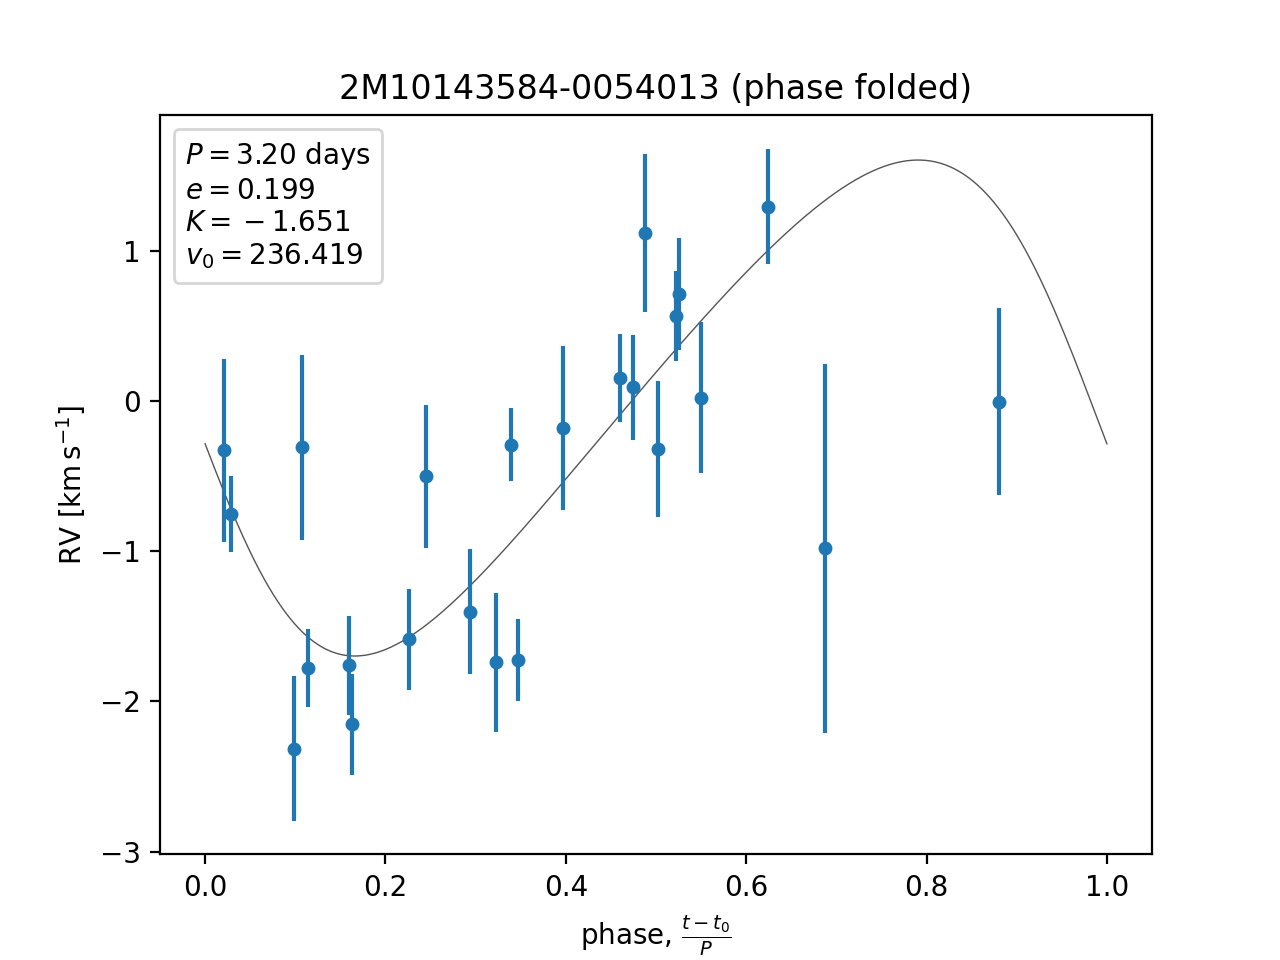 2M10143584-0054013 (phase folded)
P = 3.20 days
e = 0.199
K = −1.651
v₀ = 236.419
RV [km s⁻¹]
1
0
−1
−2
−3
0.0 0.2 0.4 0.6 0.8 1.0
phase, (t − t₀)/P